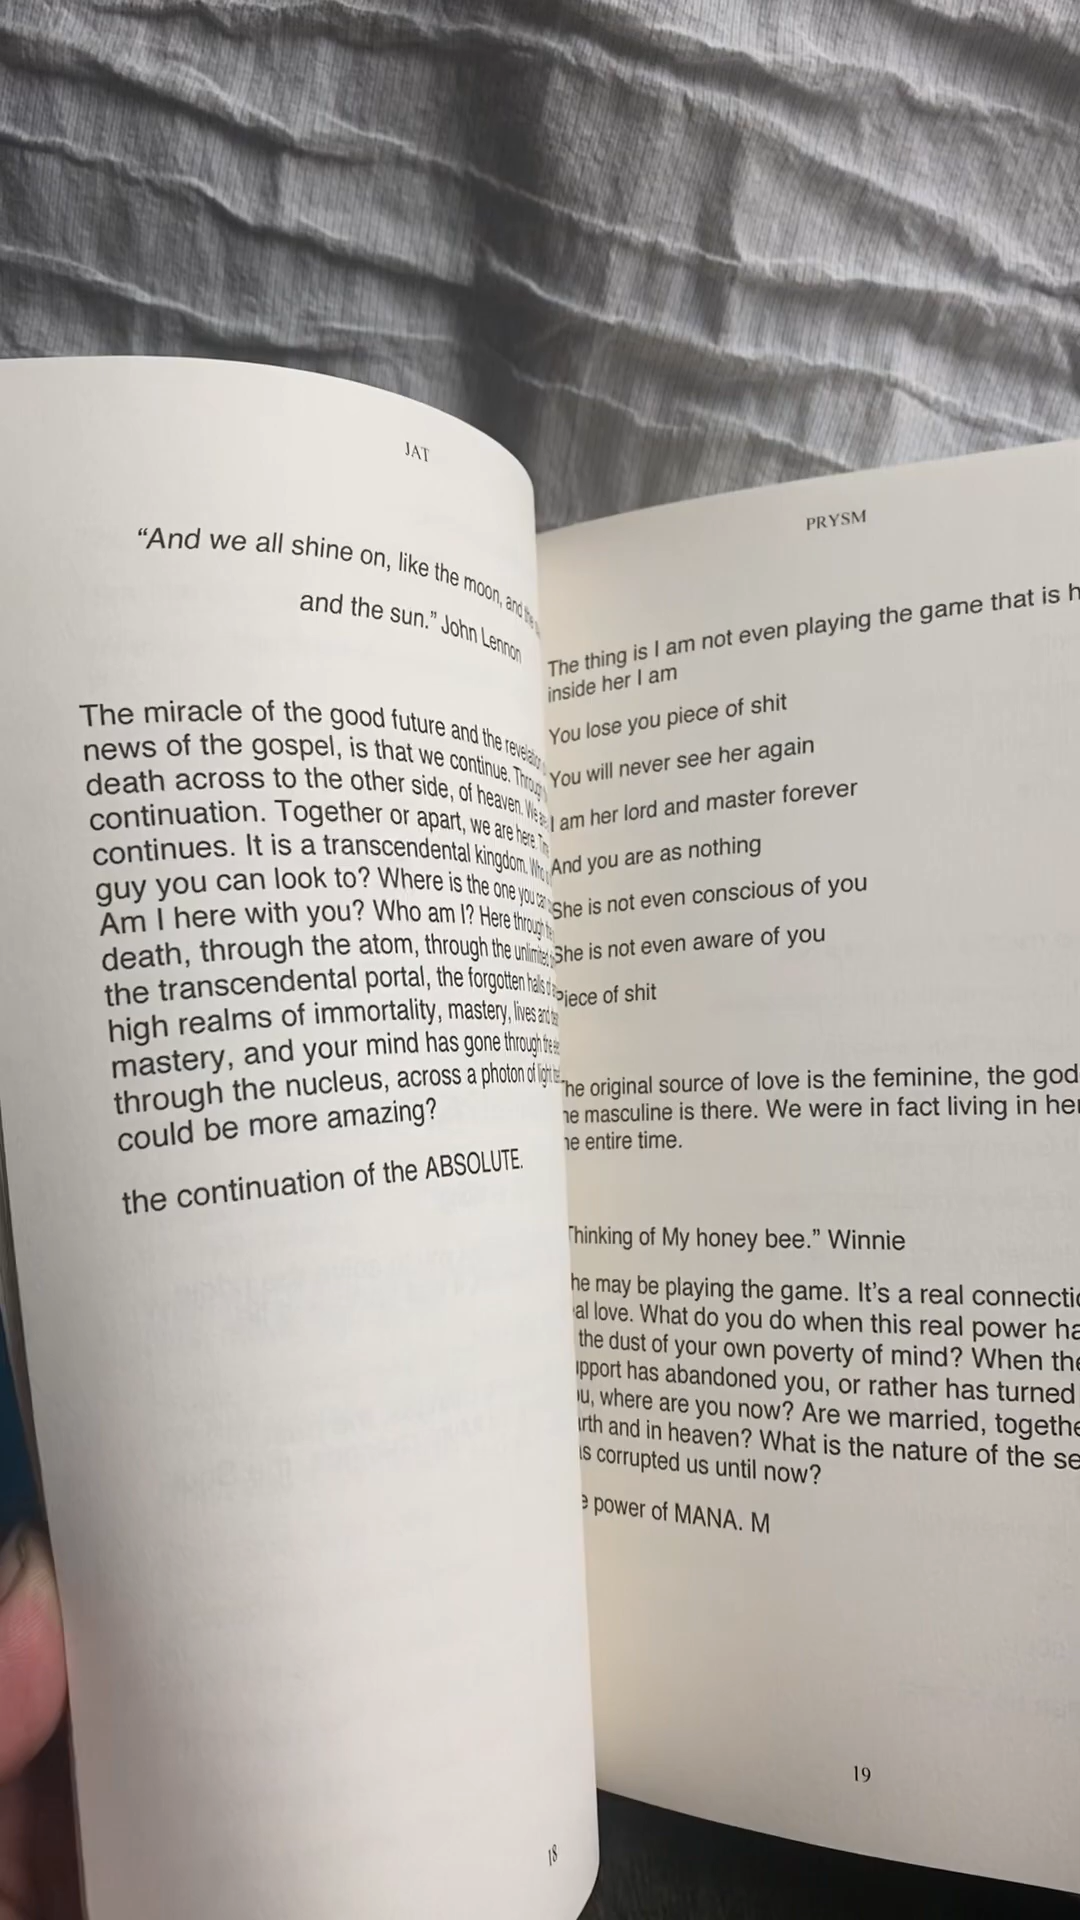 JAT
“And we all shine on, like the moon, and the
and the sun.” John Lennon
The miracle of the good future and the revelation
news of the gospel, is that we continue. Through
death across to the other side, of heaven. We
continuation. Together or apart, we are here.
continues. It is a transcendental kingdom. Who
guy you can look to? Where is the one you can
Am I here with you? Who am I? Here through the
death, through the atom, through the unlimited
the transcendental portal, the forgotten halls
high realms of immortality, mastery, lives and
mastery, and your mind has gone through the
through the nucleus, across a photon of light
could be more amazing?
the continuation of the ABSOLUTE.
18
PRYSM
The thing is I am not even playing the game that is
inside her I am
You lose you piece of shit
You will never see her again
I am her lord and master forever
And you are as nothing
She is not even conscious of you
She is not even aware of you
Piece of shit
The original source of love is the feminine, the
masculine is there. We were in fact living in
entire time.
Thinking of My honey bee.” Winnie
he may be playing the game. It’s a real
love. What do you do when this real power
the dust of your own poverty of mind? When
has abandoned you, or rather has turned
where are you now? Are we married,
and in heaven? What is the nature of the
corrupted us until now?
power of MANA. M
19